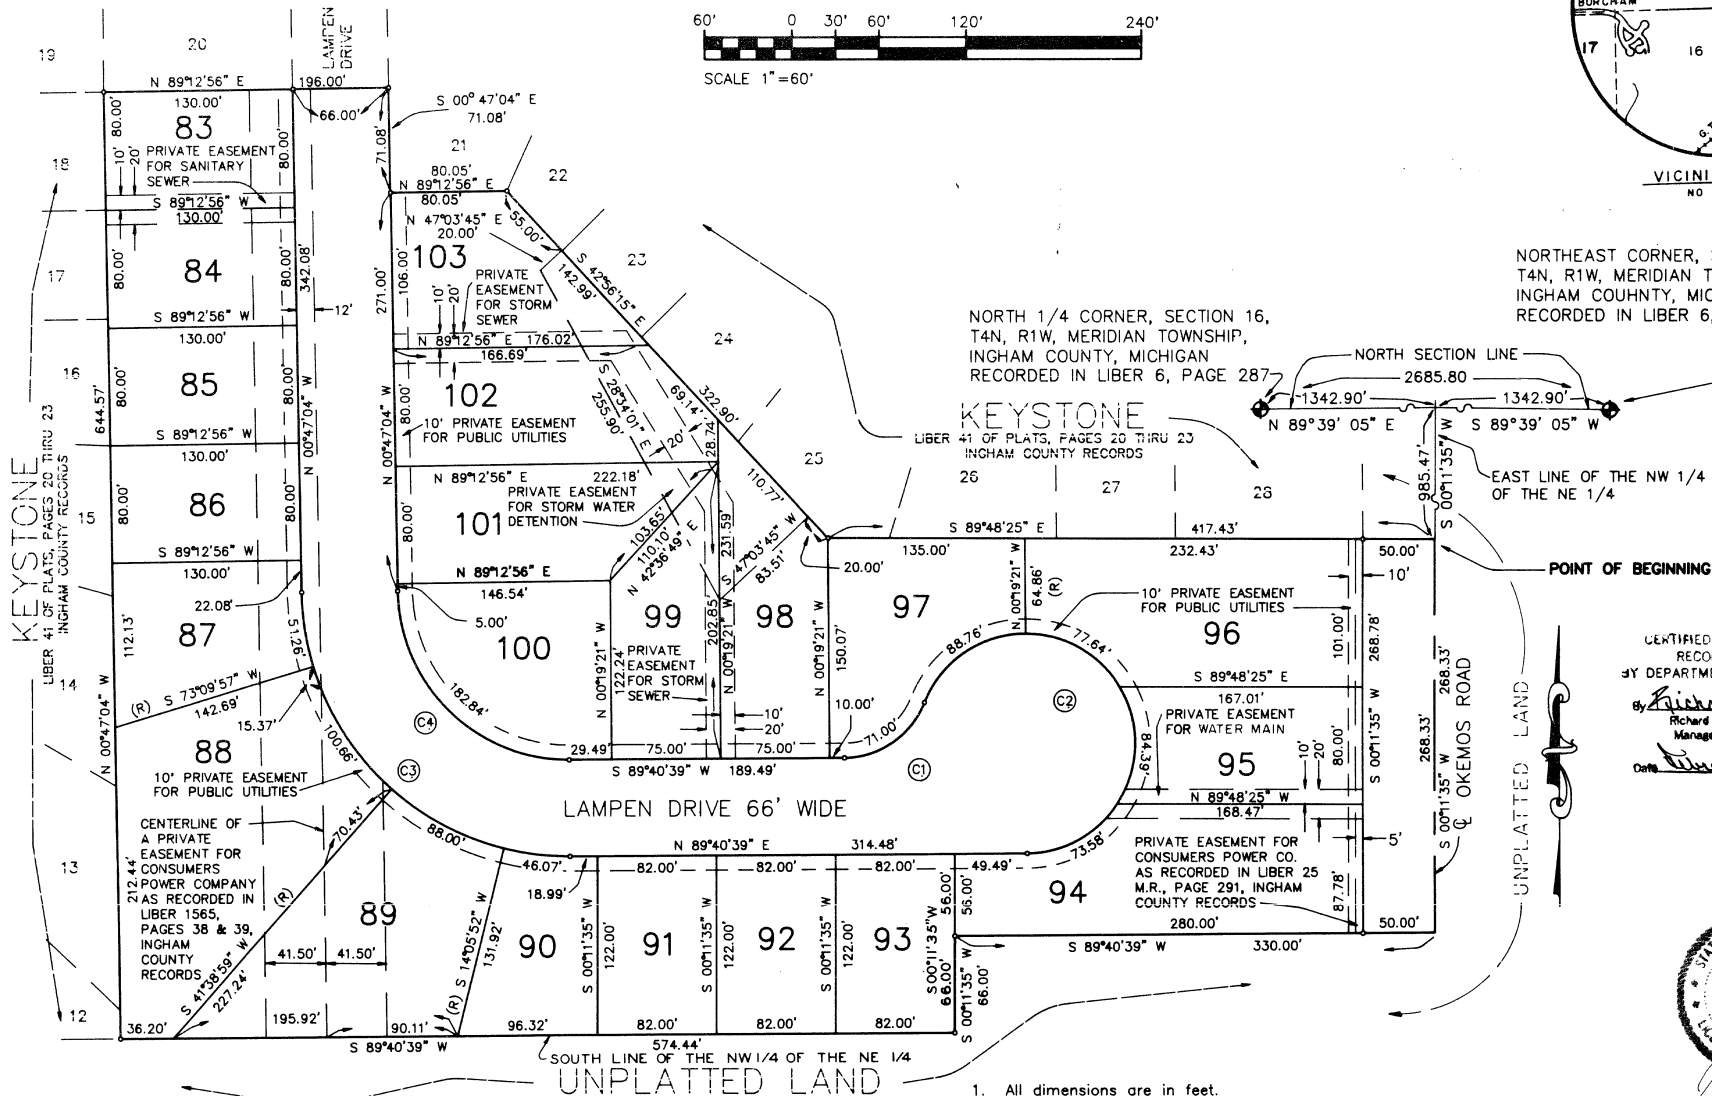 60' 0 30' 60' 120' 240'
SCALE 1"=60'
BURCHAM
17
16
VICINI
NO
19
20
LAMPEN
DRIVE
N 89°12'56" E
196.00'
130.00'
66.00'
80.00'
83
80.00'
S 00°47'04" E
71.08'
71.08'
21
22
18
10'
20'
PRIVATE EASEMENT
FOR SANITARY
SEWER
S 89°12'56" W
130.00'
80.05'
N 89°12'56" E
80.05'
N 47°03'45" E
20.00'
55.00'
103
23
17
80.00'
84
80.00'
342.08'
271.00'
106.00'
S 42°56'15" E
142.99'
PRIVATE
EASEMENT
FOR STORM
SEWER
10'
20'
12'
S 89°12'56" W
130.00'
N 89°12'56" E
176.02'
166.69'
24
16
644.57'
80.00'
85
80.00'
N 00°47'04" W
N 00°47'04" W
80.00'
102
10' PRIVATE EASEMENT
FOR PUBLIC UTILITIES
S 28°34'01" E
255.90'
69.14'
322.90'
20'
28.74'
S 89°12'56" W
130.00'
N 89°12'56" E
222.18'
25
KEYSTONE
LIBER 41 OF PLATS, PAGES 20 THRU 23
INGHAM COUNTY RECORDS
15
80.00'
86
80.00'
80.00'
101
PRIVATE EASEMENT
FOR STORM WATER
DETENTION
103.65'
110.10'
N 42°36'49" E
231.59'
110.77'
S 47°03'45" W
83.51'
20.00'
S 89°12'56" W
130.00'
N 89°12'56" E
146.54'
5.00'
NORTH 1/4 CORNER, SECTION 16,
T4N, R1W, MERIDIAN TOWNSHIP,
INGHAM COUNTY, MICHIGAN
RECORDED IN LIBER 6, PAGE 287
NORTHEAST CORNER,
T4N, R1W, MERIDIAN T
INGHAM COUHNTY, MIC
RECORDED IN LIBER 6,
NORTH SECTION LINE
2685.80
1342.90'
1342.90'
N 89°39' 05" E
S 89°39' 05" W
KEYSTONE
LIBER 41 OF PLATS, PAGES 20 THRU 23
INGHAM COUNTY RECORDS
26
27
28
985.47'
S 00°11'35" W
EAST LINE OF THE NW 1/4
OF THE NE 1/4
S 89°48'25" E
417.43'
135.00'
232.43'
50.00'
10'
POINT OF BEGINNING
22.08'
87
112.13'
51.26'
14
(R) S 73°09'57" W
142.69'
15.37'
100
182.84'
C4
N 00°19'21" W
122.24'
99
202.85'
N 00°19'21" W
PRIVATE
EASEMENT
FOR STORM
SEWER
10'
20'
98
150.07'
N 00°19'21" W
97
N 00°19'21" W
64.86'
(R)
10' PRIVATE EASEMENT
FOR PUBLIC UTILITIES
96
101.00'
268.78'
88.76'
77.64'
S 89°48'25" E
167.01'
C2
PRIVATE EASEMENT
FOR WATER MAIN
84.39'
10'
20'
95
80.00'
S 00°11'35" W
N 89°48'25" W
168.47'
268.33'
268.33'
S 00°11'35" W
S 00°11'35" W
℄ OKEMOS ROAD
UNPLATTED LAND
CERTIFIED
RECO
BY DEPARTME
By
Richard
Manage
Date
N 00°47'04" W
88
100.66'
10' PRIVATE EASEMENT
FOR PUBLIC UTILITIES
C3
10.00'
71.00'
C1
29.49'
75.00'
75.00'
S 89°40'39" W
189.49'
LAMPEN DRIVE 66' WIDE
13
212.44'
CENTERLINE OF
A PRIVATE
EASEMENT FOR
CONSUMERS
POWER COMPANY
AS RECORDED IN
LIBER 1565,
PAGES 38 & 39,
INGHAM
COUNTY
RECORDS
70.43'
(R)
S 41°38'59" W
227.24'
88.00'
N 89°40'39" E
314.48'
46.07'
82.00'
82.00'
82.00'
49.49'
73.58'
18.99'
89
41.50'
41.50'
(R) S 14°05'52" W
131.92'
90
S 00°11'35" W
122.00'
91
S 00°11'35" W
122.00'
92
S 00°11'35" W
122.00'
93
S 00°11'35" W
56.00'
56.00'
66.00'
S 00°11'35" W
66.00'
94
PRIVATE EASEMENT FOR
CONSUMERS POWER CO.
AS RECORDED IN LIBER 25
M.R., PAGE 291, INGHAM
COUNTY RECORDS
5'
87.78'
280.00'
50.00'
S 89°40'39" W
330.00'
12
36.20'
195.92'
90.11'
96.32'
82.00'
82.00'
82.00'
S 89°40'39" W
574.44'
SOUTH LINE OF THE NW 1/4 OF THE NE 1/4
UNPLATTED LAND
1. All dimensions are in feet.